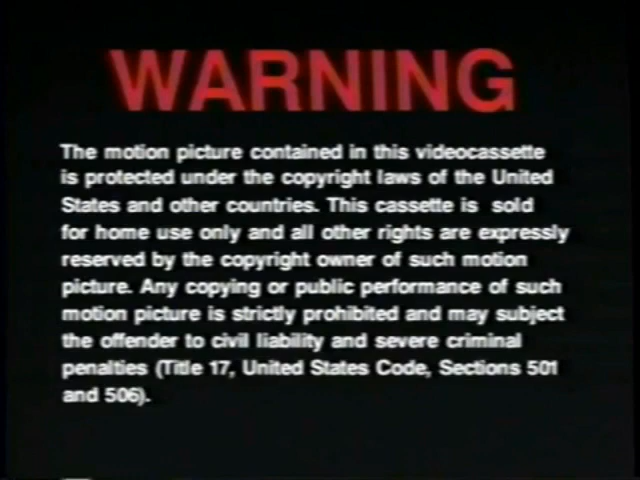 WARNING
The motion picture contained in this videocassette
is protected under the copyright laws of the United
States and other countries. This cassette is sold
for home use only and all other rights are expressly
reserved by the copyright owner of such motion
picture. Any copying or public performance of such
motion picture is strictly prohibited and may subject
the offender to civil liability and severe criminal
penalties (Title 17, United States Code, Sections 501
and 506).